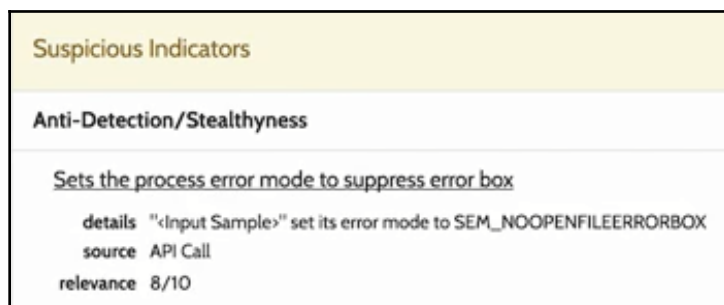 Suspicious Indicators
Anti-Detection/Stealthyness
Sets the process error mode to suppress error box
details "<Input Sample>" set its error mode to SEM_NOOPENFILEERRORBOX
source API Call
relevance 8/10